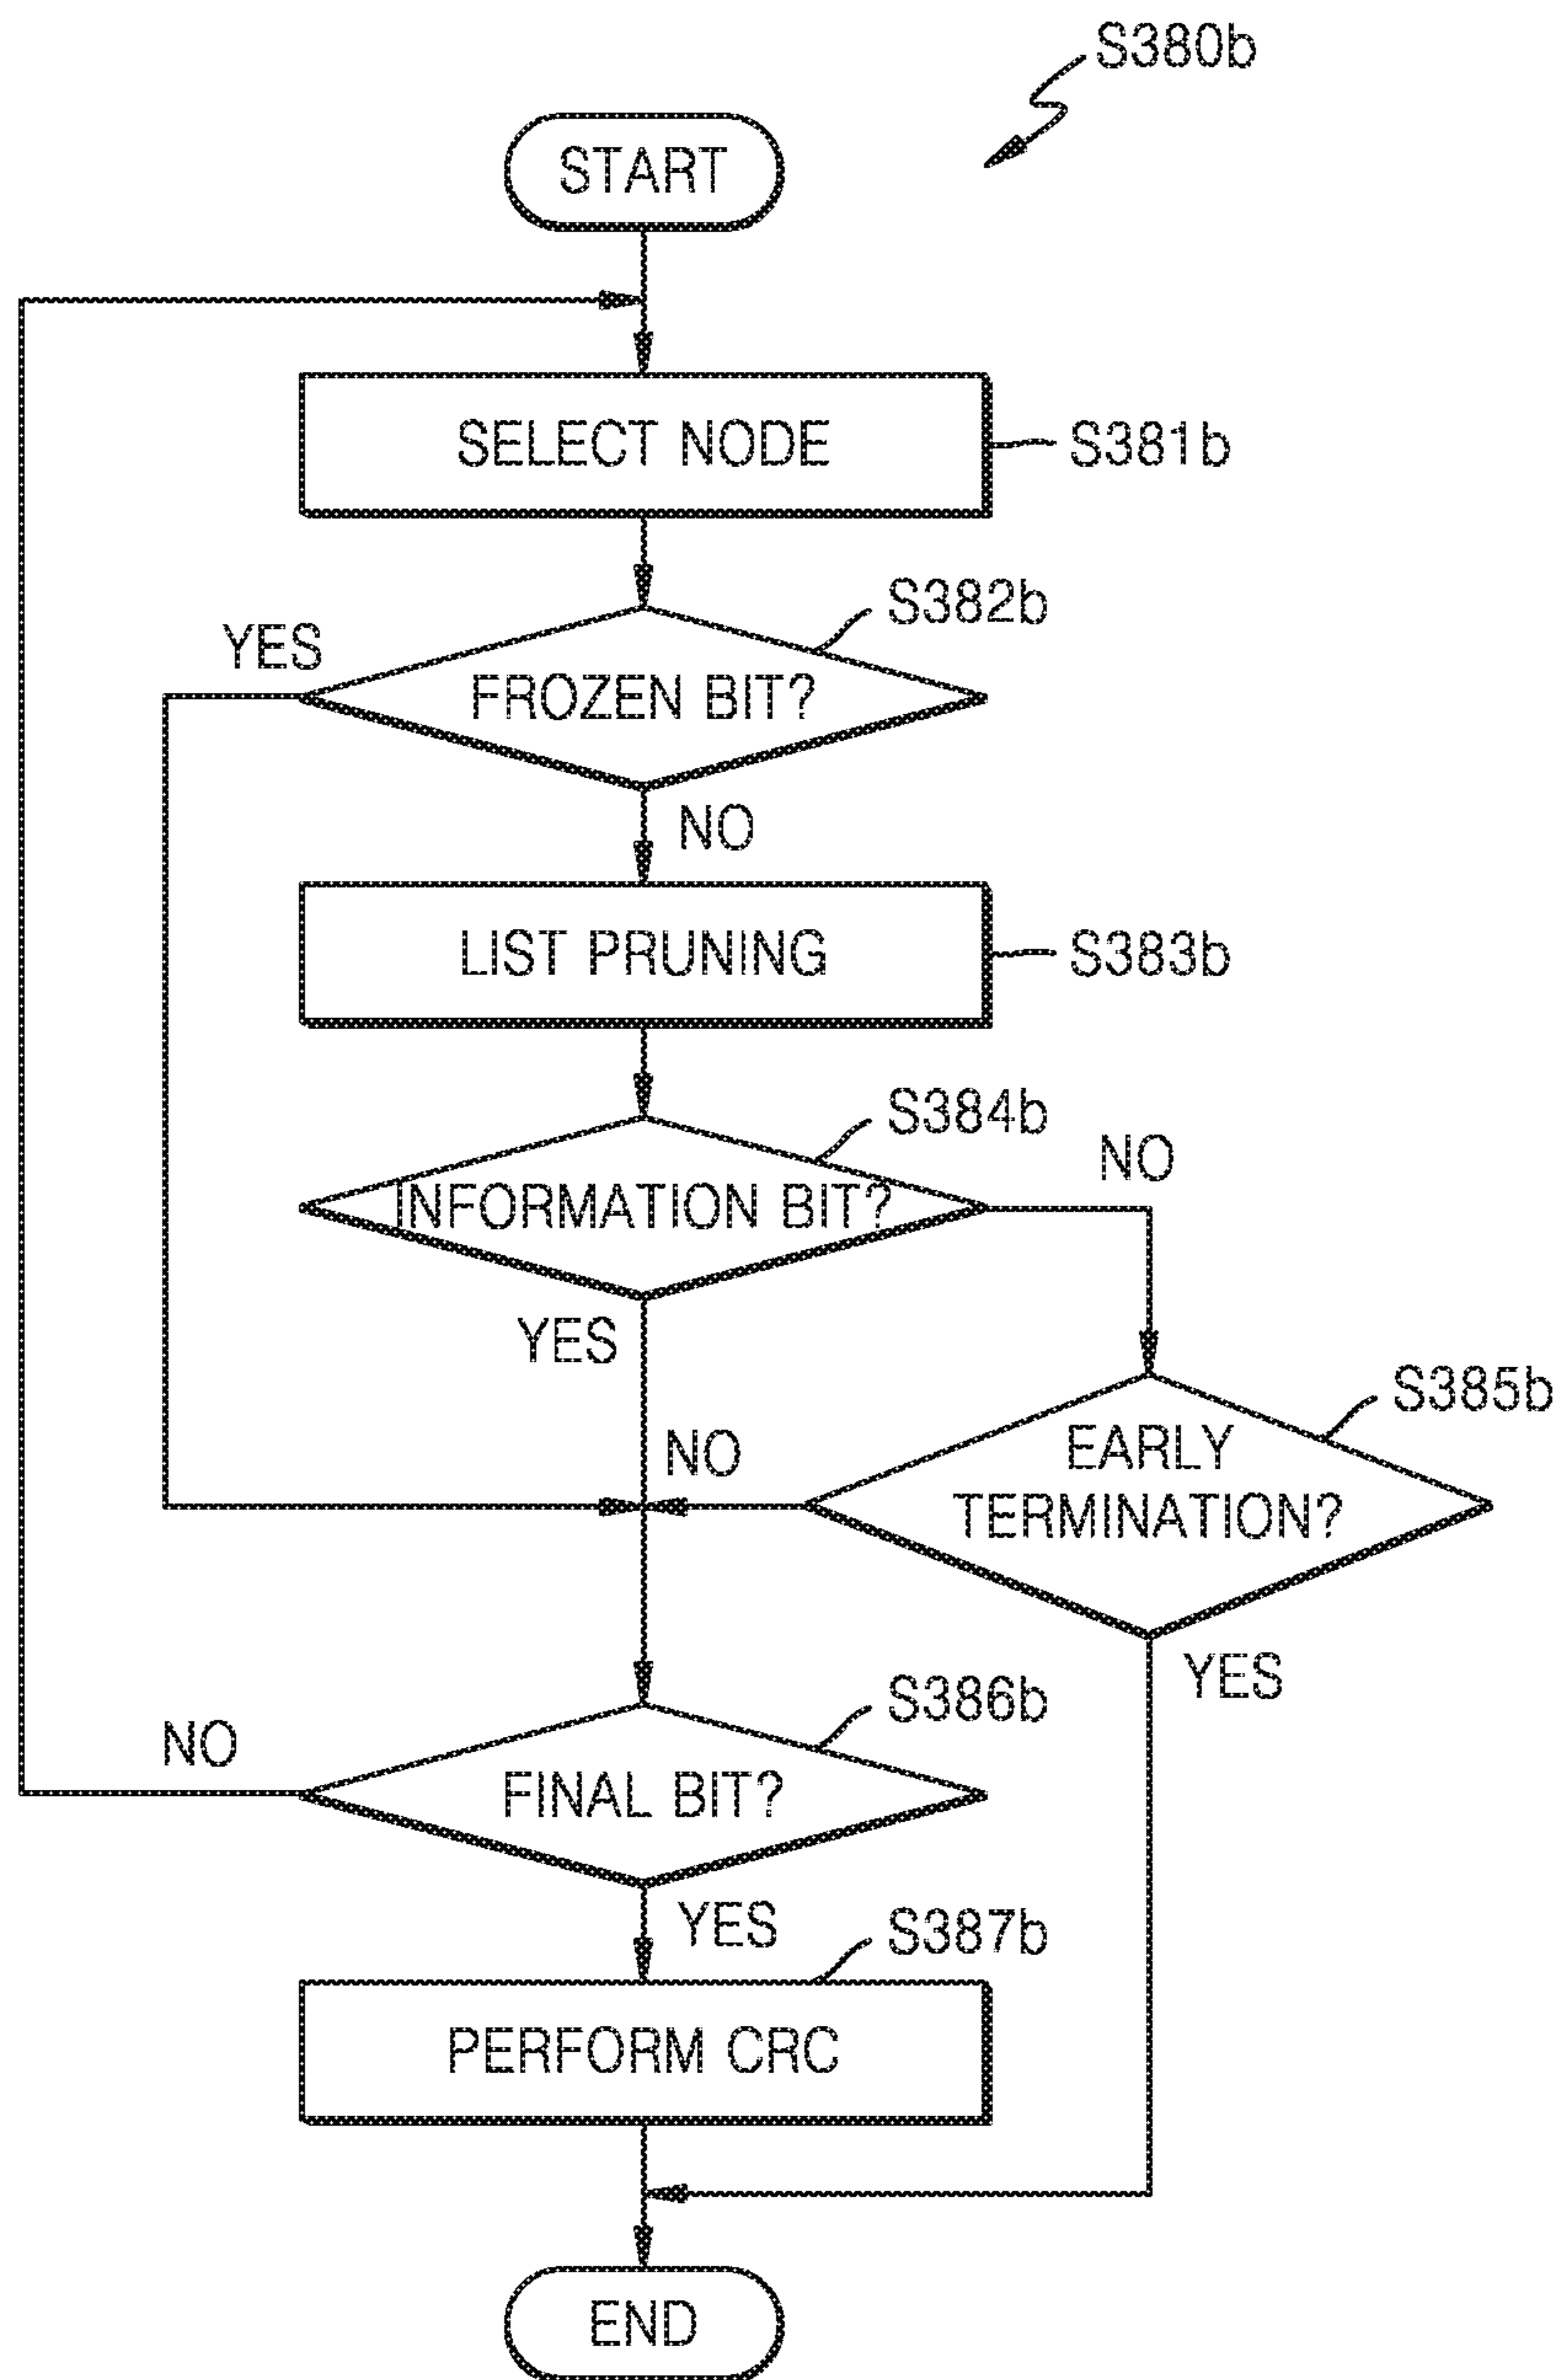 S380b
START
SELECT NODE
S381b
S382b
YES
FROZEN BIT?
NO
LIST PRUNING
S383b
S384b
NO
INFORMATION BIT?
YES
S385b
EARLY
TERMINATION?
NO
YES
S386b
NO
FINAL BIT?
YES
S387b
PERFORM CRC
END